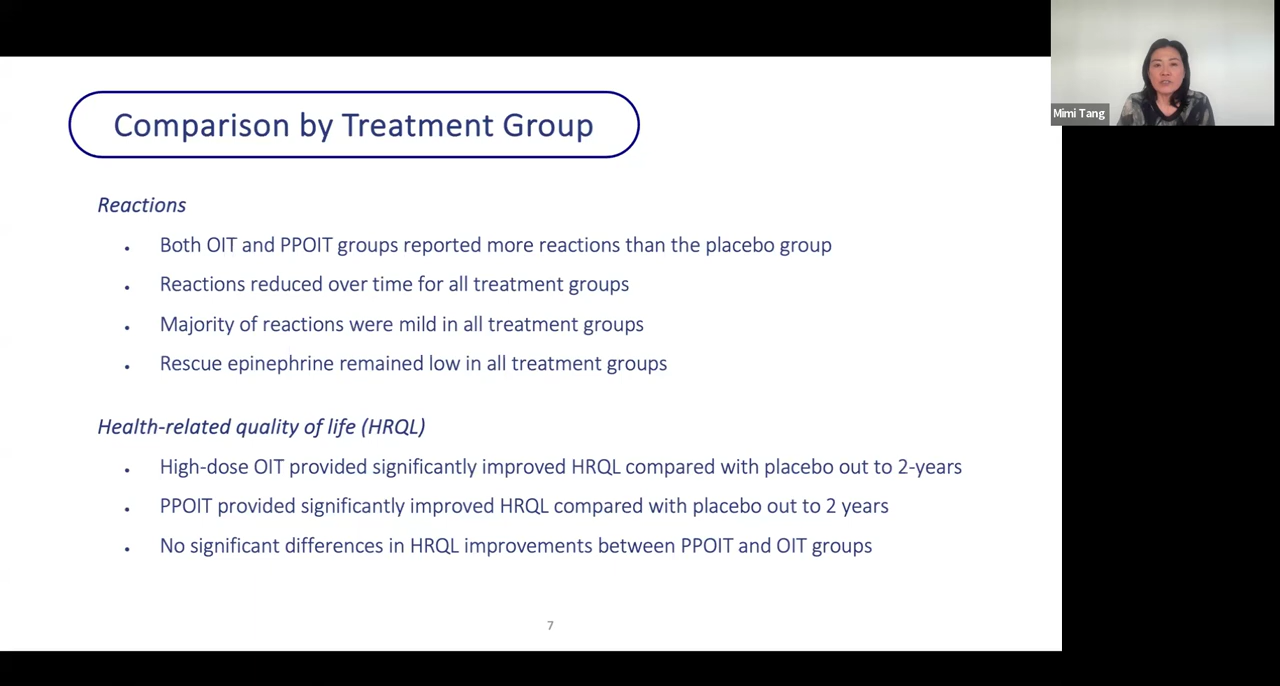 Mimi Tang
Comparison by Treatment Group
Reactions
• Both OIT and PPOIT groups reported more reactions than the placebo group
• Reactions reduced over time for all treatment groups
• Majority of reactions were mild in all treatment groups
• Rescue epinephrine remained low in all treatment groups
Health-related quality of life (HRQL)
• High-dose OIT provided significantly improved HRQL compared with placebo out to 2-years
• PPOIT provided significantly improved HRQL compared with placebo out to 2 years
• No significant differences in HRQL improvements between PPOIT and OIT groups
7